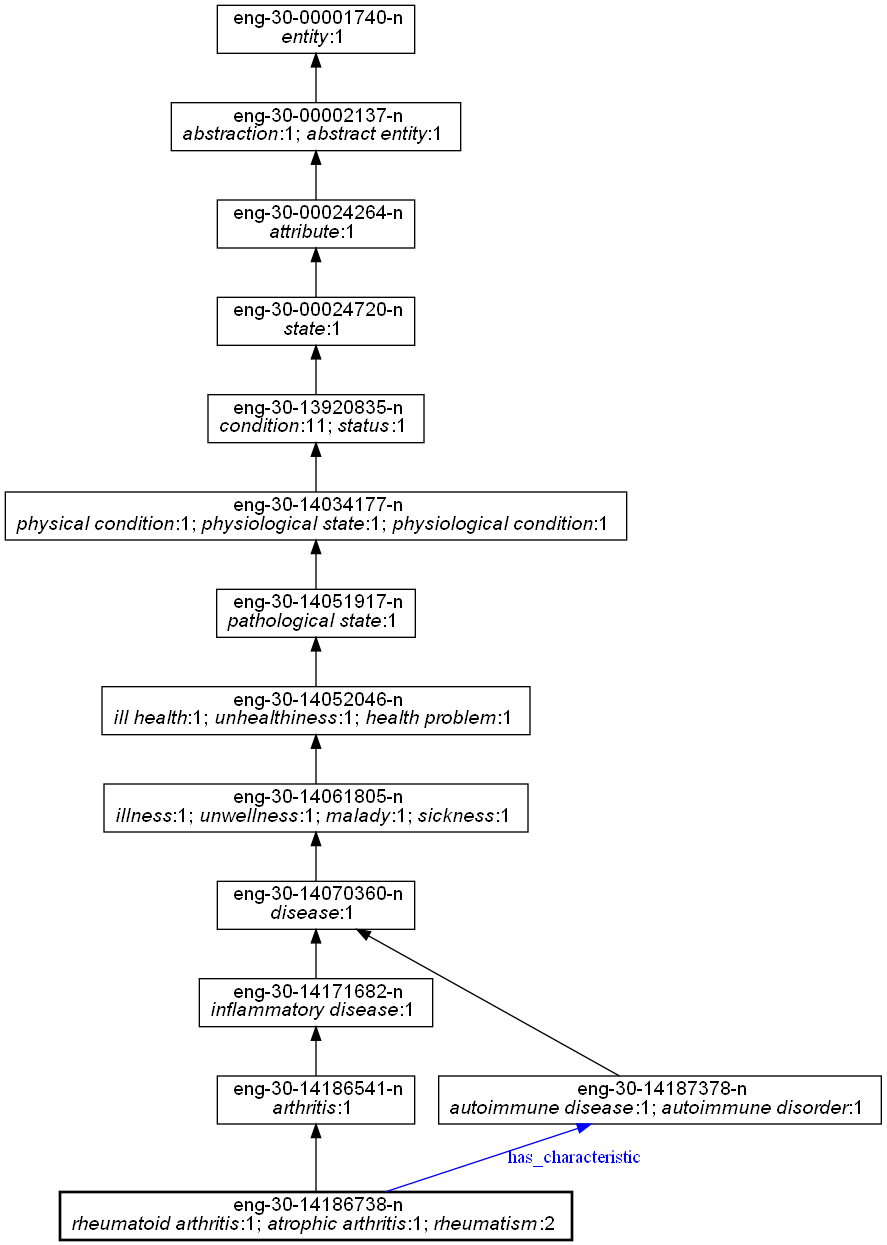 eng-30-00001740-n
entity:1
eng-30-00002137-n
abstraction:1; abstract entity:1
eng-30-00024264-n
attribute:1
eng-30-00024720-n
state:1
eng-30-13920835-n
condition:11; status:1
eng-30-14034177-n
physical condition:1; physiological state:1; physiological condition:1
eng-30-14051917-n
pathological state:1
eng-30-14052046-n
ill health:1; unhealthiness:1; health problem:1
eng-30-14061805-n
illness:1; unwellness:1; malady:1; sickness:1
eng-30-14070360-n
disease:1
eng-30-14171682-n
inflammatory disease:1
eng-30-14186541-n
arthritis:1
eng-30-14187378-n
autoimmune disease:1; autoimmune disorder:1
has_characteristic
eng-30-14186738-n
rheumatoid arthritis:1; atrophic arthritis:1; rheumatism:2